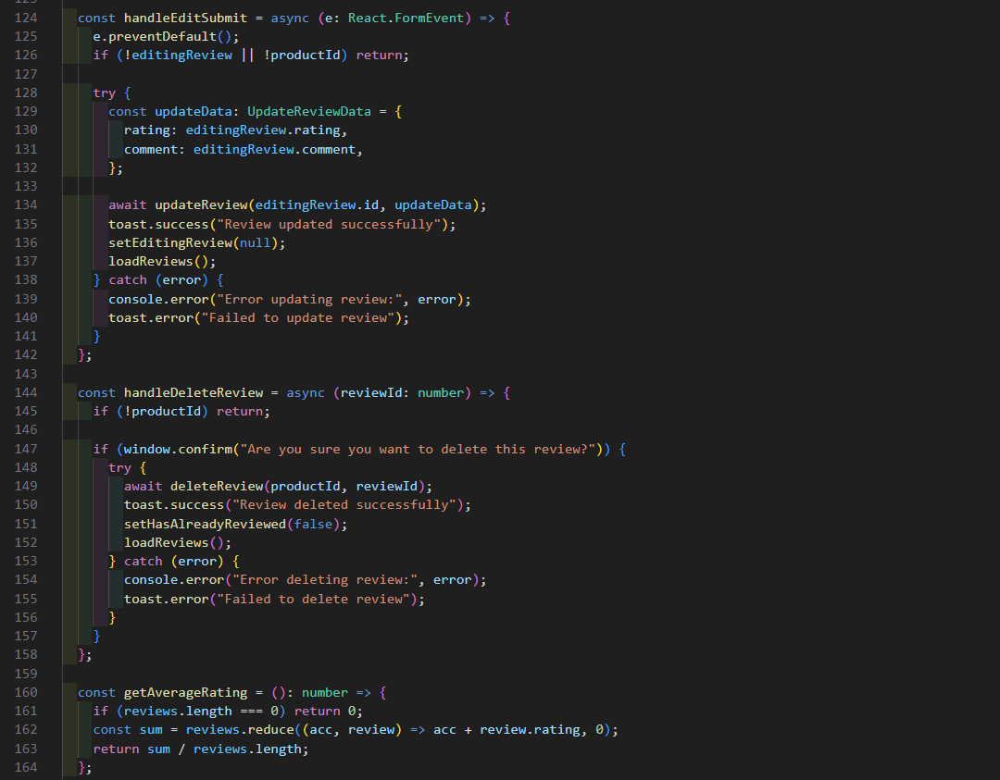 124 const handleEditSubmit = async (e: React.FormEvent) => {
125 e.preventDefault();
126 if (!editingReview || !productId) return;
127
128 try {
129 const updateData: UpdateReviewData = {
130 rating: editingReview.rating,
131 comment: editingReview.comment,
132 };
133
134 await updateReview(editingReview.id, updateData);
135 toast.success("Review updated successfully");
136 setEditingReview(null);
137 loadReviews();
138 } catch (error) {
139 console.error("Error updating review:", error);
140 toast.error("Failed to update review");
141 }
142 };
143
144 const handleDeleteReview = async (reviewId: number) => {
145 if (!productId) return;
146
147 if (window.confirm("Are you sure you want to delete this review?")) {
148 try {
149 await deleteReview(productId, reviewId);
150 toast.success("Review deleted successfully");
151 setHasAlreadyReviewed(false);
152 loadReviews();
153 } catch (error) {
154 console.error("Error deleting review:", error);
155 toast.error("Failed to delete review");
156 }
157 }
158 };
159
160 const getAverageRating = (): number => {
161 if (reviews.length === 0) return 0;
162 const sum = reviews.reduce((acc, review) => acc + review.rating, 0);
163 return sum / reviews.length;
164 };